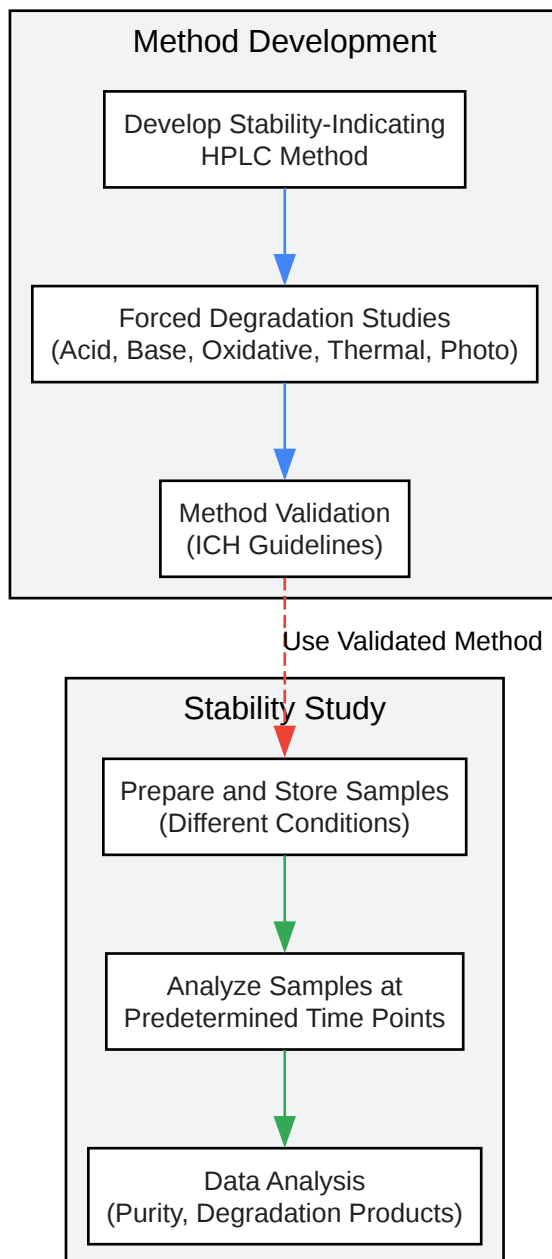 Method Development
Develop Stability-Indicating
HPLC Method
Forced Degradation Studies
(Acid, Base, Oxidative, Thermal, Photo)
Method Validation
(ICH Guidelines)
Use Validated Method
Stability Study
Prepare and Store Samples
(Different Conditions)
Analyze Samples at
Predetermined Time Points
Data Analysis
(Purity, Degradation Products)